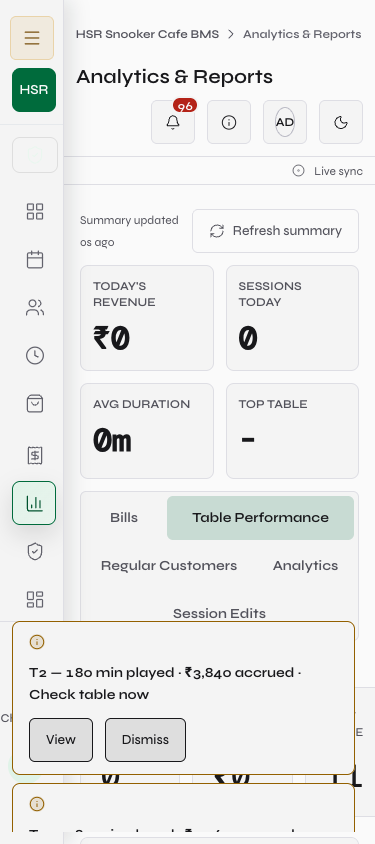 HSR Snooker Cafe BMS > Analytics & Reports
Analytics & Reports
HSR
96
AD
Live sync
Summary updated
0s ago
Refresh summary
TODAY'S
REVENUE
₹0
SESSIONS
TODAY
0
AVG DURATION
0m
TOP TABLE
-
Bills
Table Performance
Regular Customers
Analytics
Session Edits
T2 — 180 min played · ₹3,840 accrued ·
Check table now
View
Dismiss